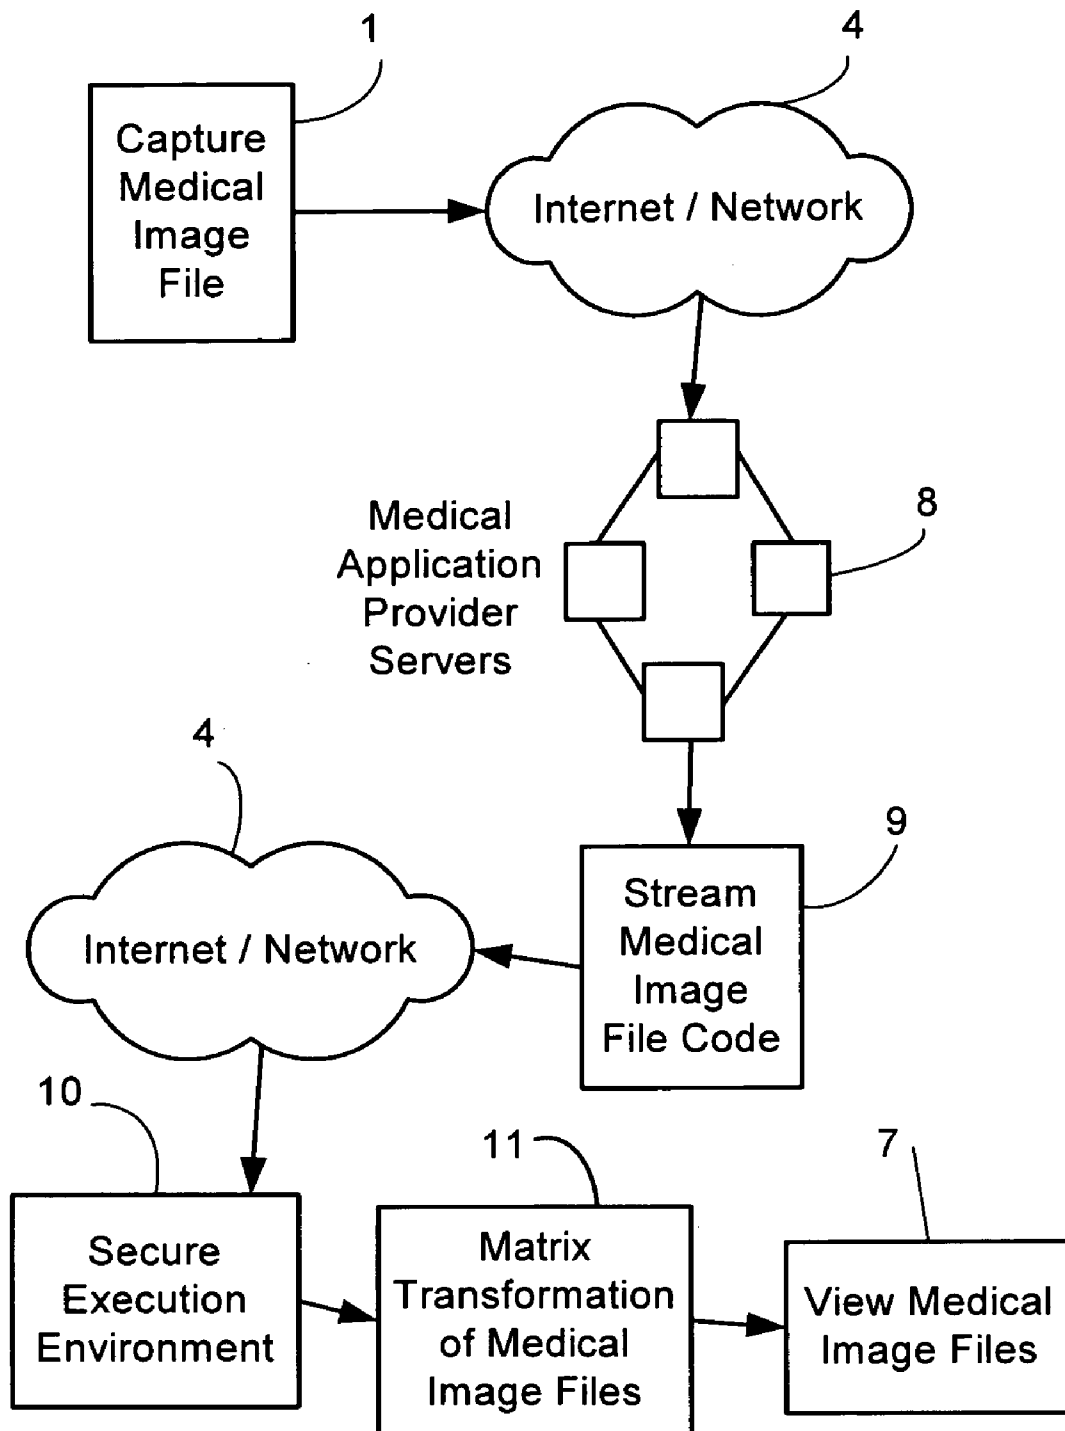 1
4
Capture
Medical
Image
File
Internet / Network
Medical
Application
Provider
Servers
8
4
9
Internet / Network
Stream
Medical
Image
File Code
10
11
7
Secure
Execution
Environment
Matrix
Transformation
of Medical
Image Files
View Medical
Image Files